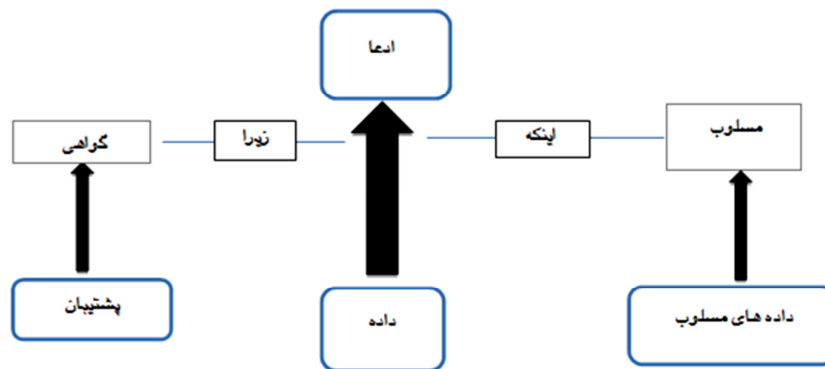 ادعا
مسلوب
اینکه
زیرا
گواهی
داده های مسلوب
داده
پشتیبان